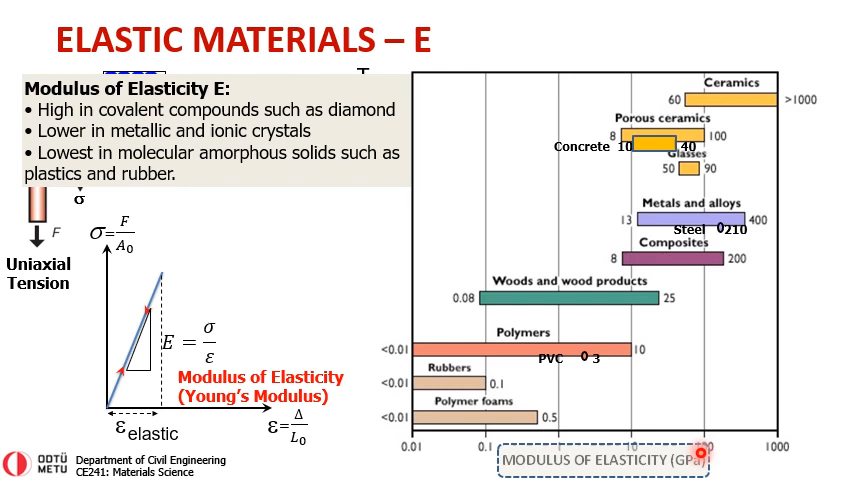 ELASTIC MATERIALS – E
Modulus of Elasticity E:
• High in covalent compounds such as diamond
• Lower in metallic and ionic crystals
• Lowest in molecular amorphous solids such as
plastics and rubber.
σ
F
Uniaxial
Tension
σ=F/A₀
E = σ/ε
Modulus of Elasticity
(Young's Modulus)
ε elastic
ε=Δ/L₀
Ceramics
60 >1000
Porous ceramics
8 100
Concrete 10 40
Glasses
50 90
Metals and alloys
13 400
Steel 210
Composites
8 200
Woods and wood products
0.08 25
Polymers
<0.01 10
PVC 3
Rubbers
<0.01 0.1
Polymer foams
<0.01 0.5
0.01 0.1 1 10 100 1000
MODULUS OF ELASTICITY (GPa)
ODTÜ
METU
Department of Civil Engineering
CE241: Materials Science